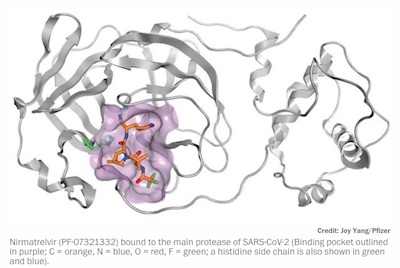 Credit: Joy Yang/Pfizer
Nirmatrelvir (PF-07321332) bound to the main protease of SARS-CoV-2 (Binding pocket outlined
in purple; C = orange, N = blue, O = red, F = green; a histidine side chain is also shown in green
and blue).